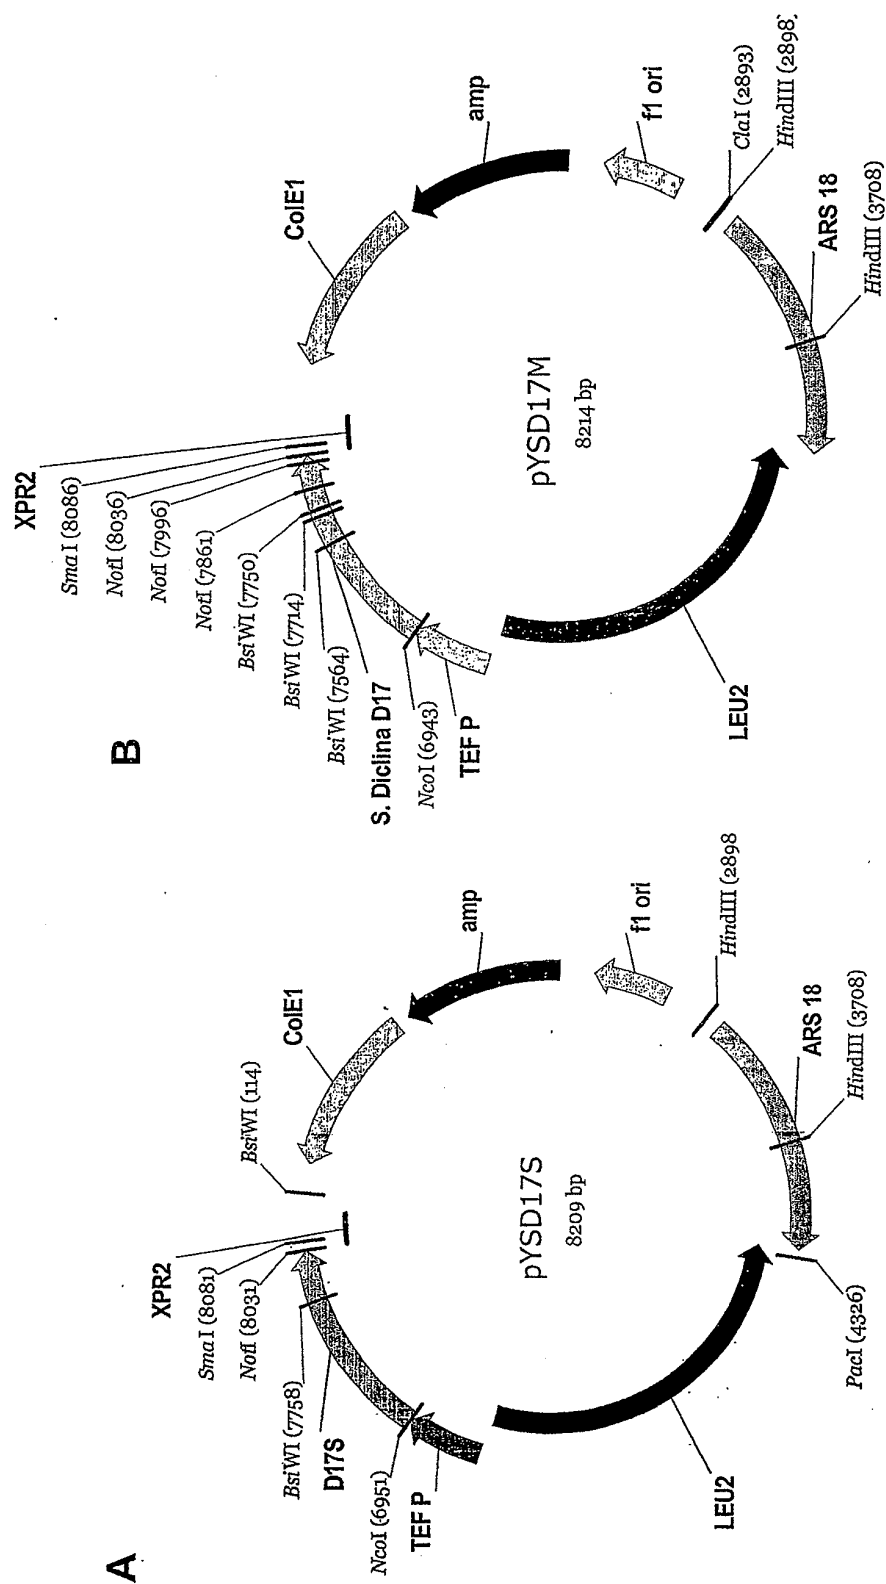 A
XPR2
SmaI (8081)
NotI (8031)
BsiWI (7758)
D17S
NcoI (6951)
TEF P
BsiWI (114)
ColE1
amp
f1 ori
HindIII (2898
ARS 18
HindIII (3708)
PacI (4326)
LEU2
pYSD17S
8209 bp
B
XPR2
SmaI (8086)
NotI (8036)
NotI (7996)
NotI (7861)
BsiWI (7750)
BsiWI (7714)
BsiWI (7564)
S. Diclina D17
NcoI (6943)
TEF P
ColE1
amp
f1 ori
ClaI (2893)
HindIII (2898)
ARS 18
HindIII (3708)
LEU2
pYSD17M
8214 bp